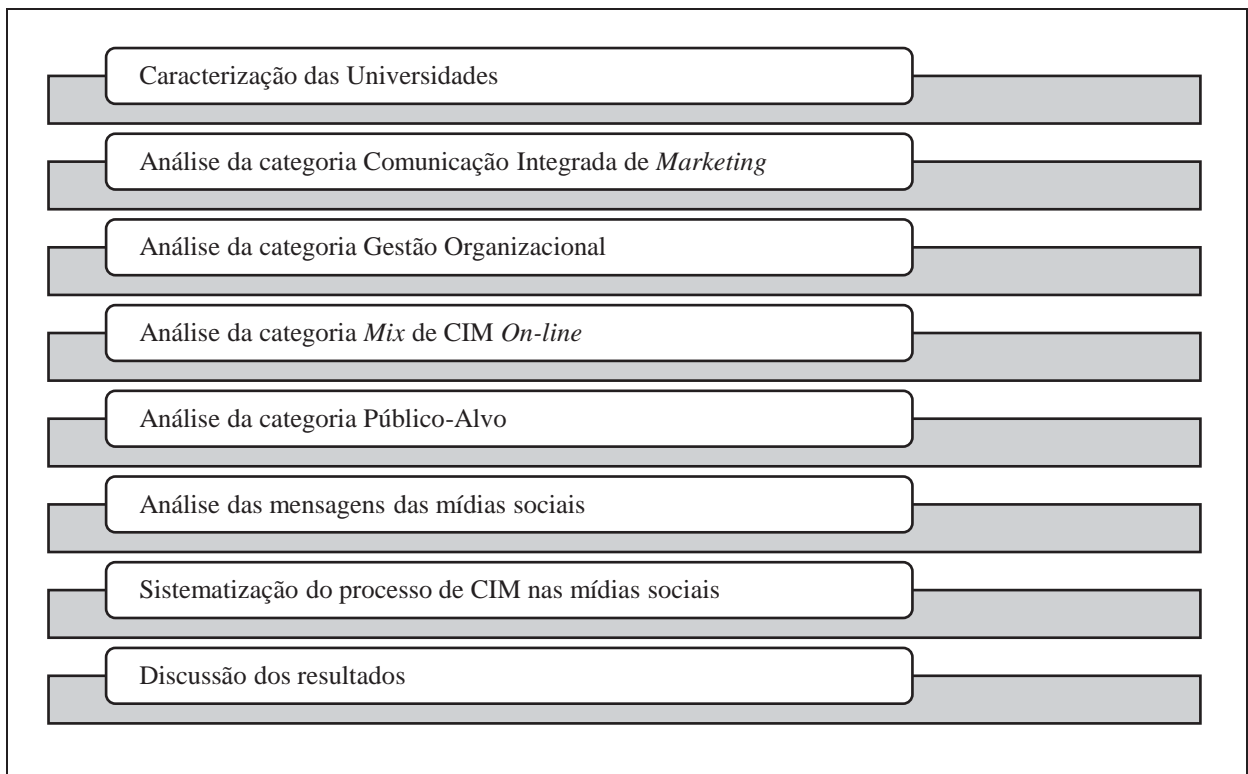 Caracterização das Universidades
Análise da categoria Comunicação Integrada de Marketing
Análise da categoria Gestão Organizacional
Análise da categoria Mix de CIM On-line
Análise da categoria Público-Alvo
Análise das mensagens das mídias sociais
Sistematização do processo de CIM nas mídias sociais
Discussão dos resultados